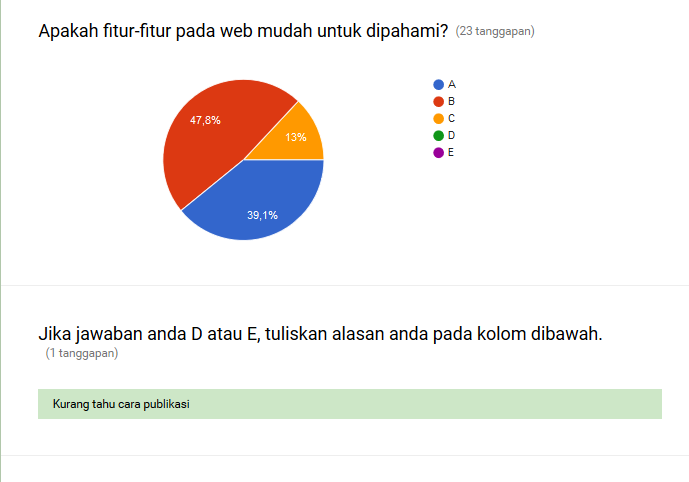 Apakah fitur-fitur pada web mudah untuk dipahami? (23 tanggapan)
A
B
C
D
E
47,8%
13%
39,1%
Jika jawaban anda D atau E, tuliskan alasan anda pada kolom dibawah.
(1 tanggapan)
Kurang tahu cara publikasi